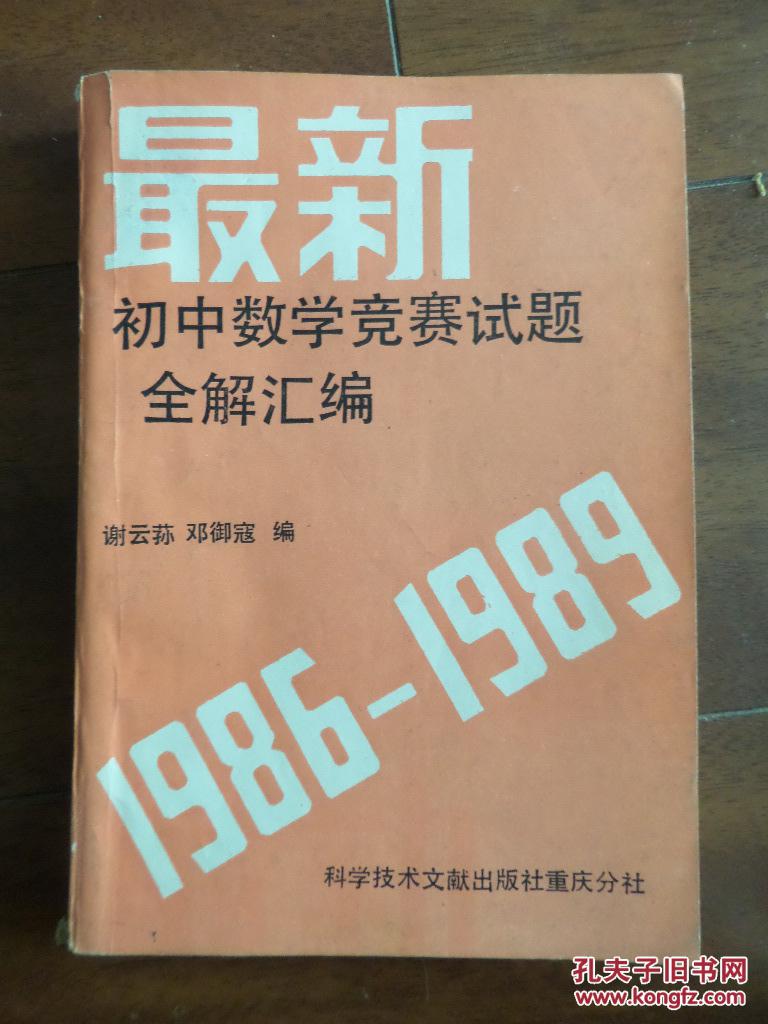 最新
初中数学竞赛试题
全解汇编
谢云荪 邓御寇 编
1986-1989
科学技术文献出版社重庆分社
孔夫子旧书网
www.kongfz.com